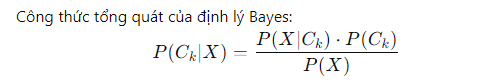 Công thức tổng quát của định lý Bayes:
P(C_k|X) = \frac{P(X|C_k) \cdot P(C_k)}{P(X)}